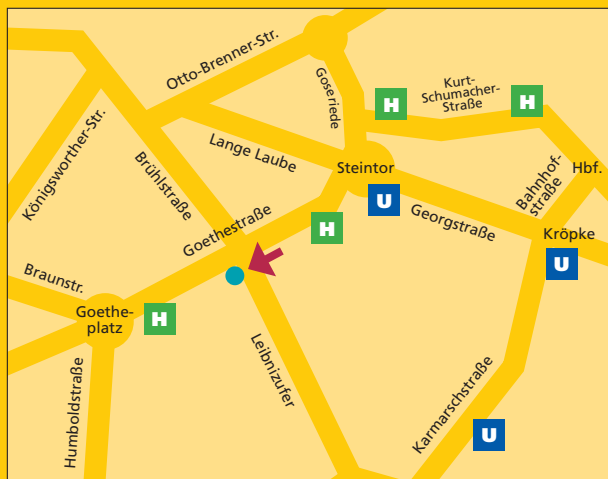 Otto-Brenner-Str.
Goseriede
H
Kurt-
Schumacher-
Straße
H
Königsworther-Str.
Brühlstraße
Lange Laube
Steintor
U
Bahnhof-
straße
Hbf.
Georgstraße
Kröpke
U
Goethestraße
H
Braunstr.
Goethe-
platz
H
Leibnizufer
Humboldtstraße
Karmarschstraße
U